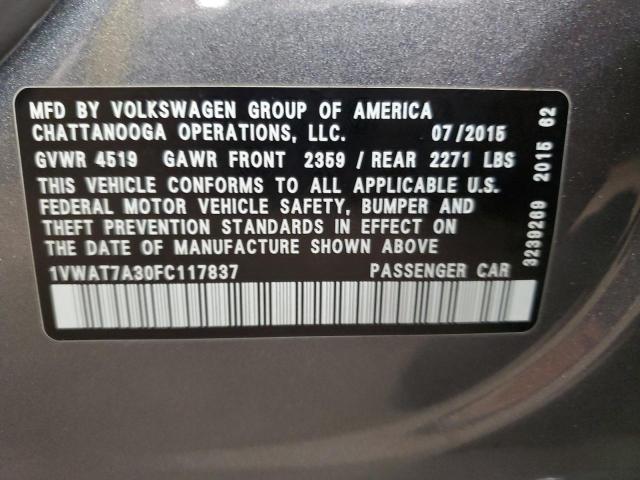 MFD BY VOLKSWAGEN GROUP OF AMERICA
CHATTANOOGA OPERATIONS, LLC. 07/2015
GVWR 4519 GAWR FRONT 2359 / REAR 2271 LBS
THIS VEHICLE CONFORMS TO ALL APPLICABLE U.S.
FEDERAL MOTOR VEHICLE SAFETY, BUMPER AND
THEFT PREVENTION STANDARDS IN EFFECT ON
THE DATE OF MANUFACTURE SHOWN ABOVE
1VWAT7A30FC117837 PASSENGER CAR
3239269 2015 62